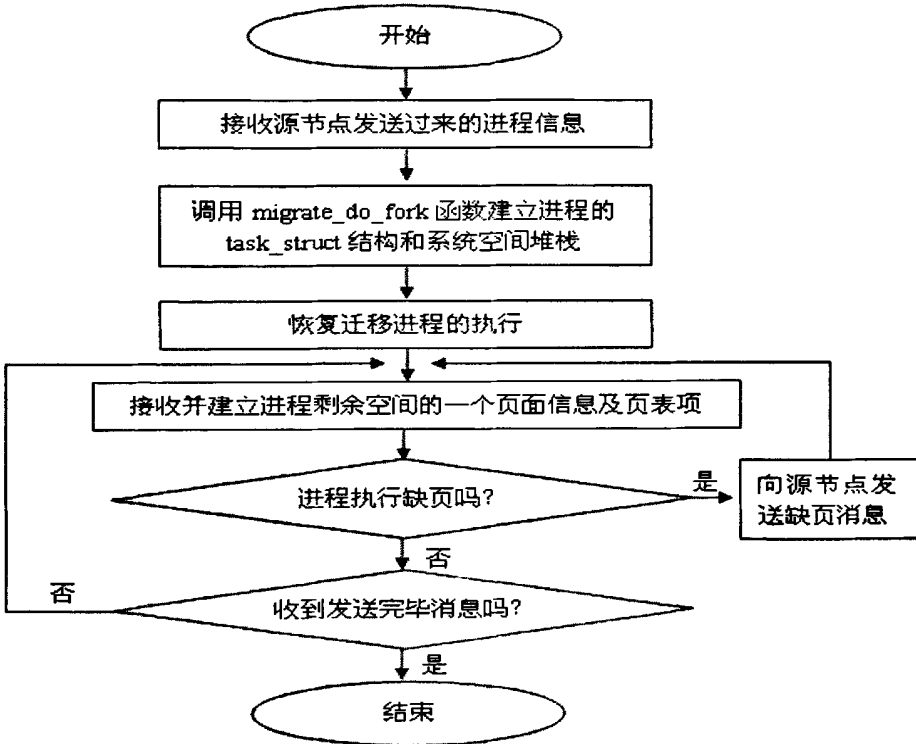 开始
接收源节点发送过来的进程信息
调用 migrate_do_fork 函数建立进程的
task_struct 结构和系统空间堆栈
恢复迁移进程的执行
接收并建立进程剩余空间的一个页面信息及页表项
进程执行缺页吗?
是
向源节点发
送缺页消息
否
收到发送完毕消息吗?
否
是
结束